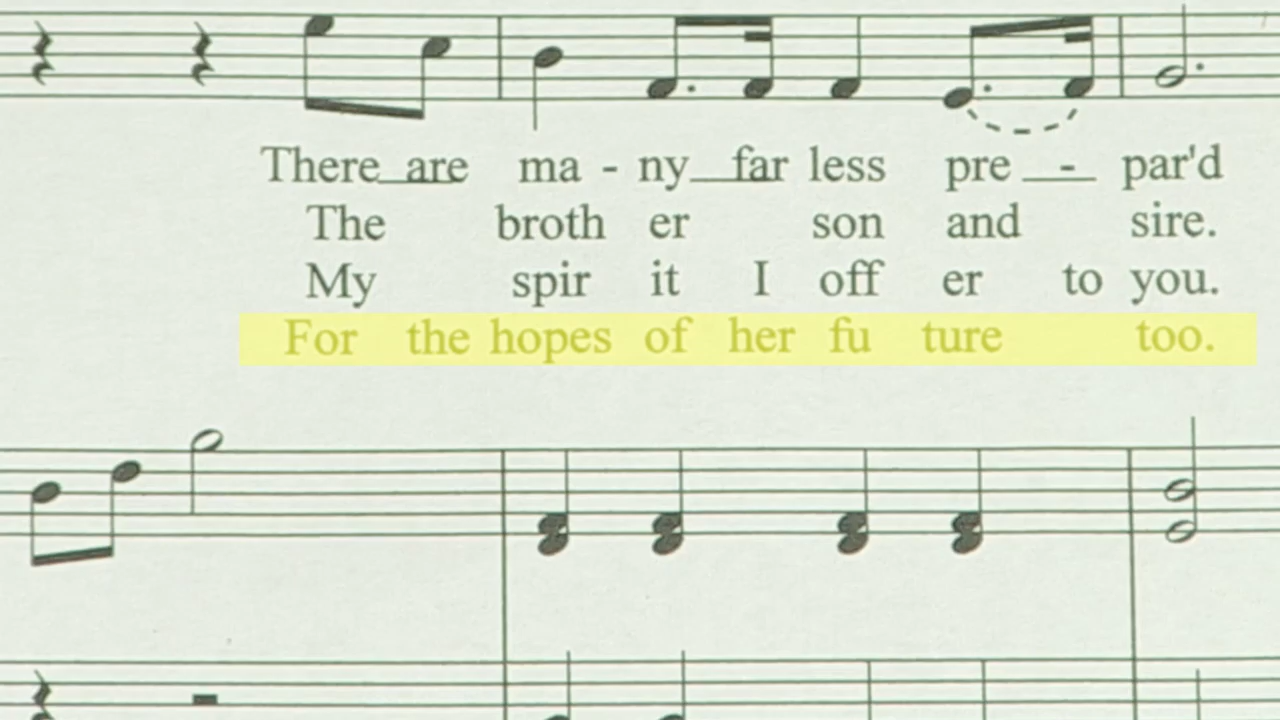 There are ma - ny far less pre - par'd
The broth er son and sire.
My spir it I off er to you.
For the hopes of her fu ture too.